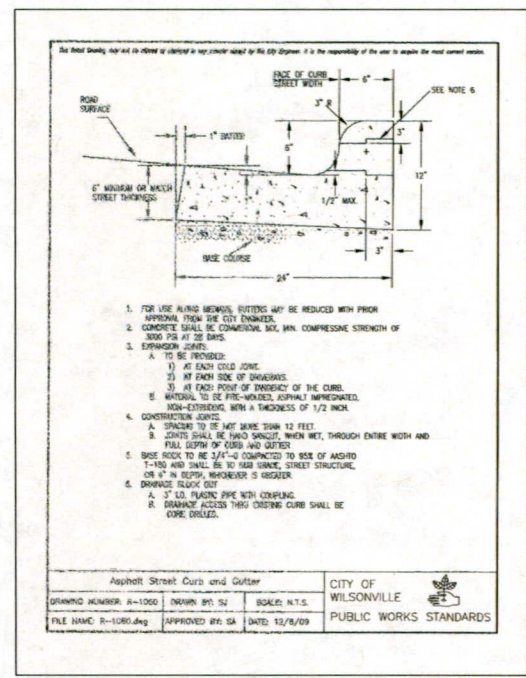 This Detail Drawing may not be altered or changed in any manner except by the City Engineer. It is the responsibility of the user to acquire the most current version.
FACE OF CURB
STREET WIDTH
6"
SEE NOTE 6
ROAD
SURFACE
3" R
1" BATTER
6"
3"
12"
6" MINIMUM OR MATCH
STREET THICKNESS
1/2" MAX.
3"
BASE COURSE
24"
1. FOR USE ALONG MEDIANS, GUTTERS MAY BE REDUCED WITH PRIOR
APPROVAL FROM THE CITY ENGINEER.
2. CONCRETE SHALL BE COMMERCIAL MIX, MIN. COMPRESSIVE STRENGTH OF
3000 PSI AT 28 DAYS.
3. EXPANSION JOINTS.
A. TO BE PROVIDED:
1) AT EACH COLD JOINT.
2) AT EACH SIDE OF DRIVEWAYS.
3) AT EACH POINT OF TANGENCY OF THE CURB.
B. MATERIAL TO BE PRE-MOLDED, ASPHALT IMPREGNATED,
NON-EXTRUDING, WITH A THICKNESS OF 1/2 INCH.
4. CONSTRUCTION JOINTS.
A. SPACING TO BE NOT MORE THAN 12 FEET.
B. JOINTS SHALL BE HAND SAWCUT, WHEN WET, THROUGH ENTIRE WIDTH AND
FULL DEPTH OF CURB AND GUTTER
5. BASE ROCK TO BE 3/4"-0 COMPACTED TO 95% OF AASHTO
T-180 AND SHALL BE TO SUB GRADE, STREET STRUCTURE,
OR 4" IN DEPTH, WHICHEVER IS GREATER.
6. DRAINAGE BLOCK OUT
A. 3" I.D. PLASTIC PIPE WITH COUPLING.
B. DRAINAGE ACCESS THRU EXISTING CURB SHALL BE
CORE DRILLED.
Asphalt Street Curb and Gutter
CITY OF
WILSONVILLE
PUBLIC WORKS STANDARDS
DRAWING NUMBER: R-1060
DRAWN BY: SJ
SCALE: N.T.S.
FILE NAME: R-1060.dwg
APPROVED BY: SA
DATE: 12/8/09